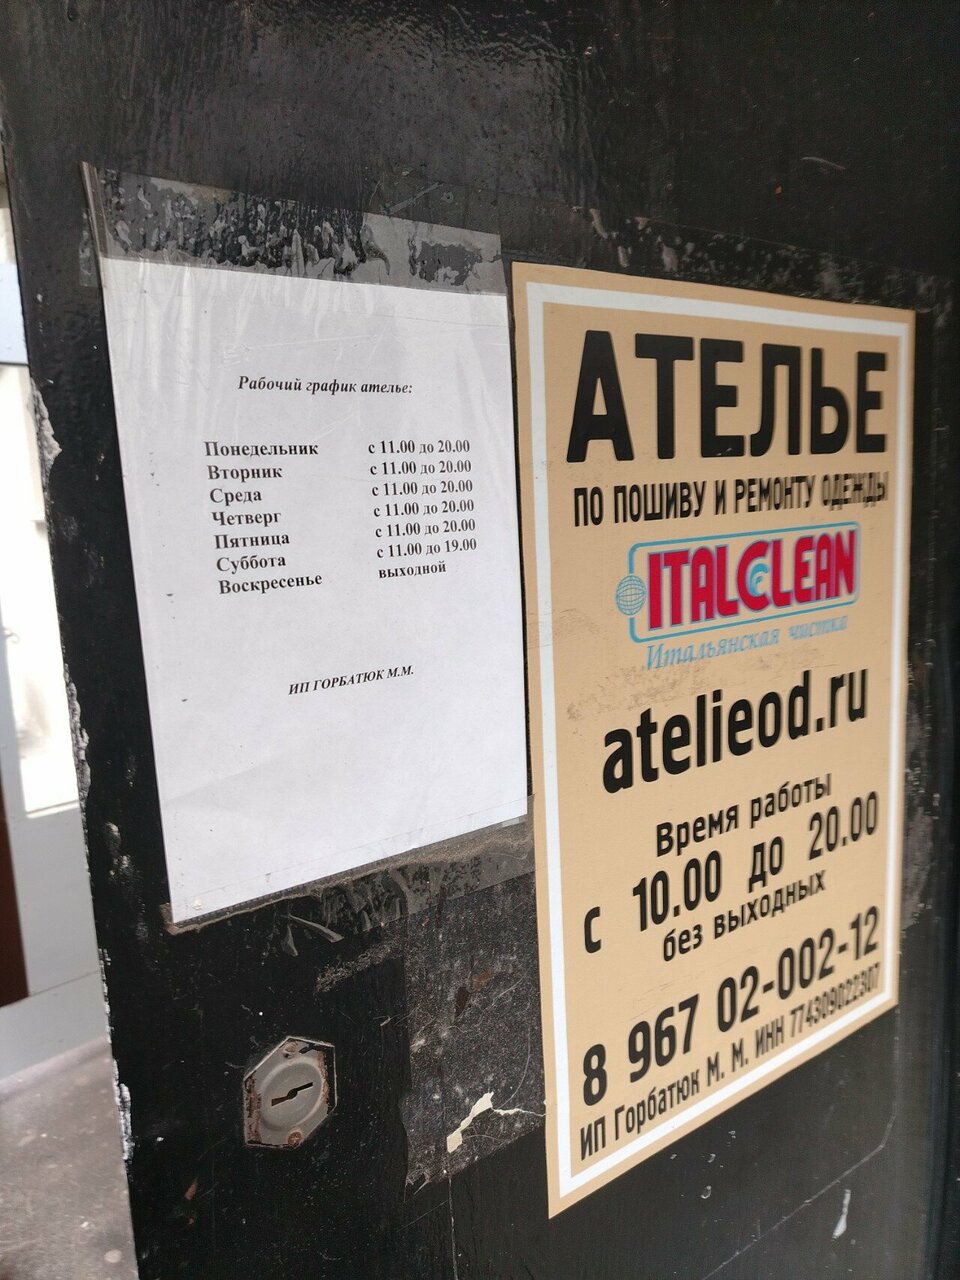 Рабочий график ателье:
Понедельник с 11.00 до 20.00
Вторник с 11.00 до 20.00
Среда с 11.00 до 20.00
Четверг с 11.00 до 20.00
Пятница с 11.00 до 20.00
Суббота с 11.00 до 19.00
Воскресенье выходной
ИП ГОРБАТЮК М.М.
АТЕЛЬЕ
ПО ПОШИВУ И РЕМОНТУ ОДЕЖДЫ
ITALCLEAN
Итальянская чистка
atelieod.ru
Время работы
с 10.00 до 20.00
без выходных
8 967 02-002-12
ИП Горбатюк М. М. ИНН 774309022307